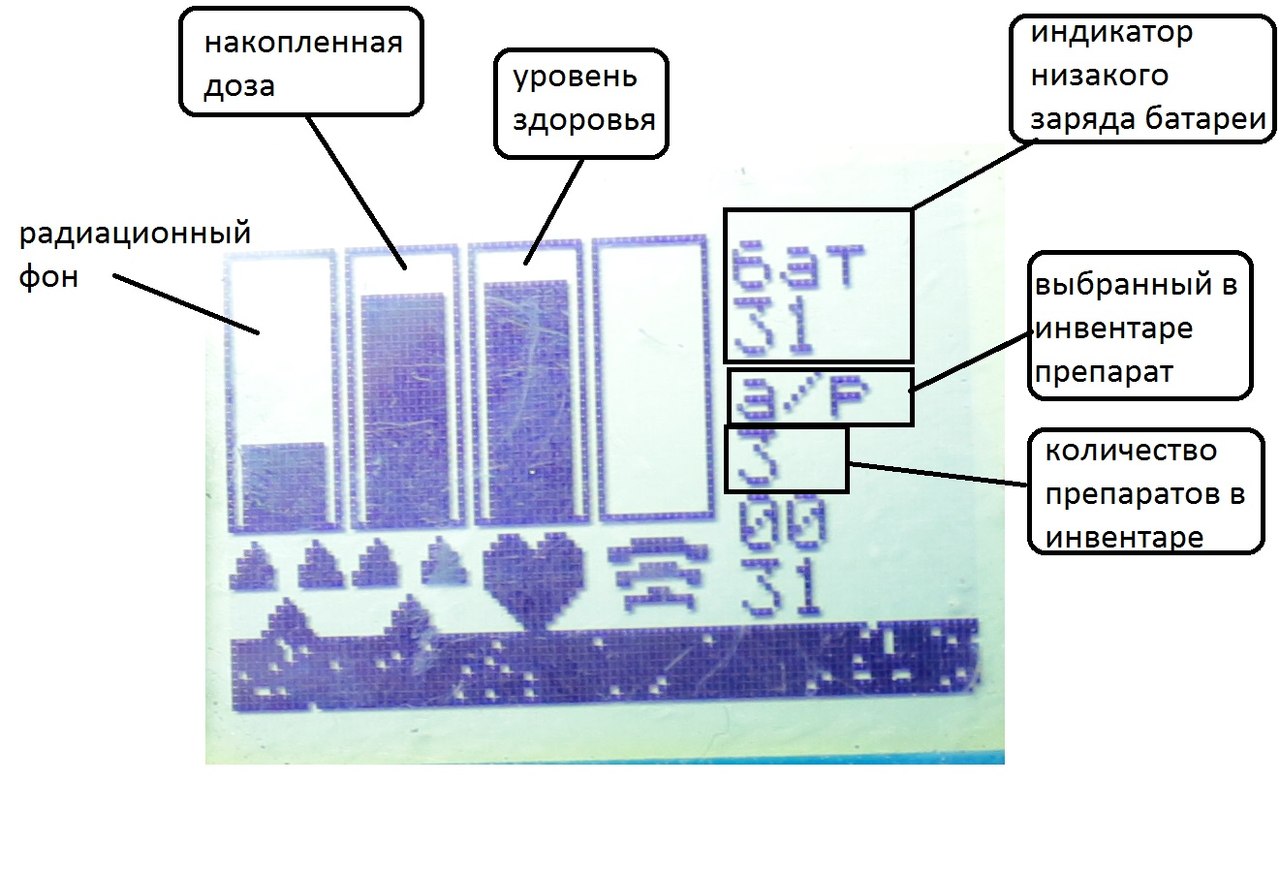 накопленная
доза
уровень
здоровья
индикатор
низакого
заряда батареи
радиационный
фон
бат
31
выбранный в
инвентаре
препарат
а/р
3
количество
препаратов в
инвентаре
00
31